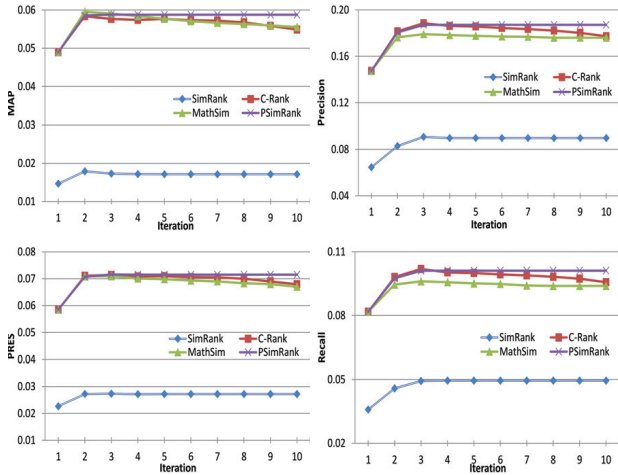 0.06
0.05
0.04
0.03
0.02
0.01
MAP
SimRank
C-Rank
MathSim
PSimRank
1 2 3 4 5 6 7 8 9 10
Iteration
0.20
0.16
0.12
0.08
0.04
Precision
SimRank
C-Rank
MathSim
PSimRank
1 2 3 4 5 6 7 8 9 10
Iteration
0.08
0.07
0.06
0.05
0.04
0.03
0.02
0.01
PRES
SimRank
C-Rank
MathSim
PSimRank
1 2 3 4 5 6 7 8 9 10
Iteration
0.11
0.08
0.05
0.02
Recall
SimRank
C-Rank
MathSim
PSimRank
1 2 3 4 5 6 7 8 9 10
Iteration